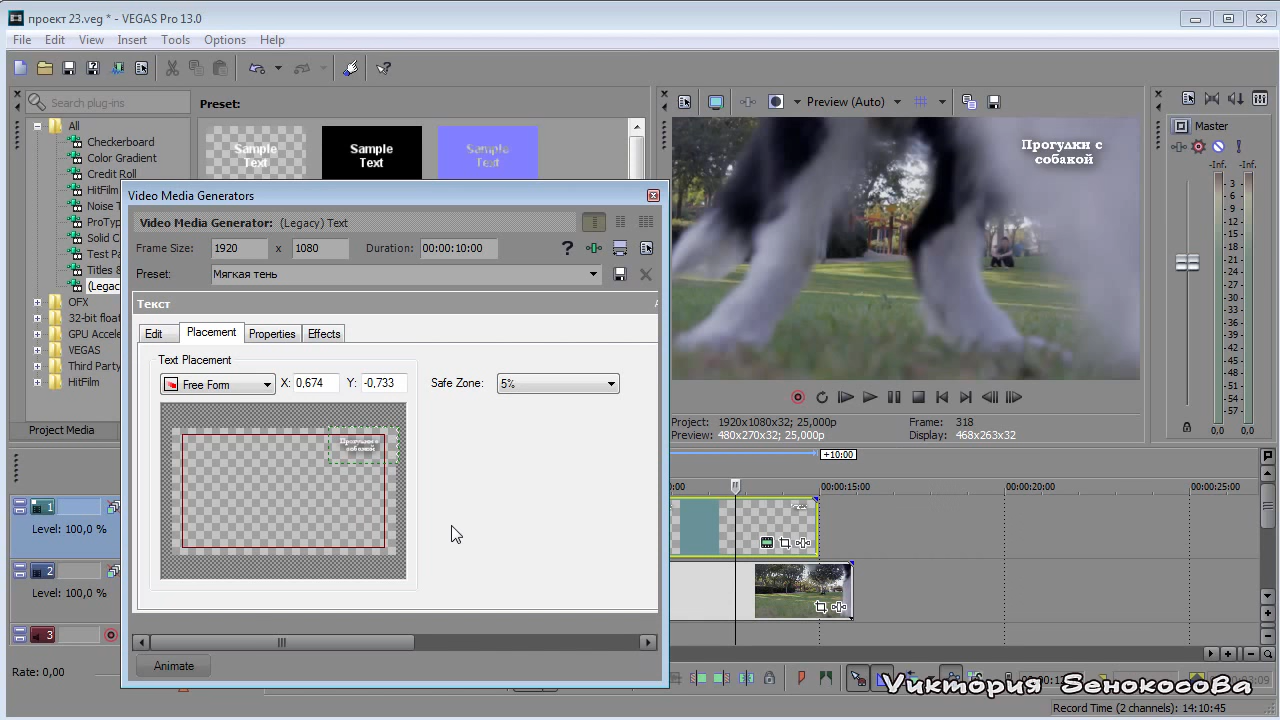 проект 23.veg * - VEGAS Pro 13.0
File Edit View Insert Tools Options Help
Search plug-ins
Preset:
All
Checkerboard
Color Gradient
Credit Roll
HitFilm
Noise T
ProTyp
Solid C
Test Pa
Titles &
(Legac
OFX
32-bit float
GPU Accele
VEGAS
Third Party
HitFilm
Project Media
Sample
Text
Sample
Text
Sample
Text
Video Media Generators
Video Media Generator: (Legacy) Text
Frame Size: 1920 x 1080 Duration: 00:00:10:00
Preset: Мягкая тень
Текст
Edit Placement Properties Effects
Text Placement
Free Form X: 0,674 Y: -0,733 Safe Zone: 5%
Прогулки с
собакой
Animate
Preview (Auto)
Прогулки с
собакой
Project: 1920x1080x32; 25,000p
Preview: 480x270x32; 25,000p
Frame: 318
Display: 468x263x32
Master
-Inf. -Inf.
3
6
9
12
15
18
21
24
27
30
33
36
39
42
45
48
51
54
57
0,0 0,0
+10:00
0:00 00:00:15:00 00:00:20:00 00:00:25:00
1
Level: 100,0 %
2
Level: 100,0 %
3
Rate: 0,00
Виктория Бенокосова
Record Time (2 channels): 14:10:45